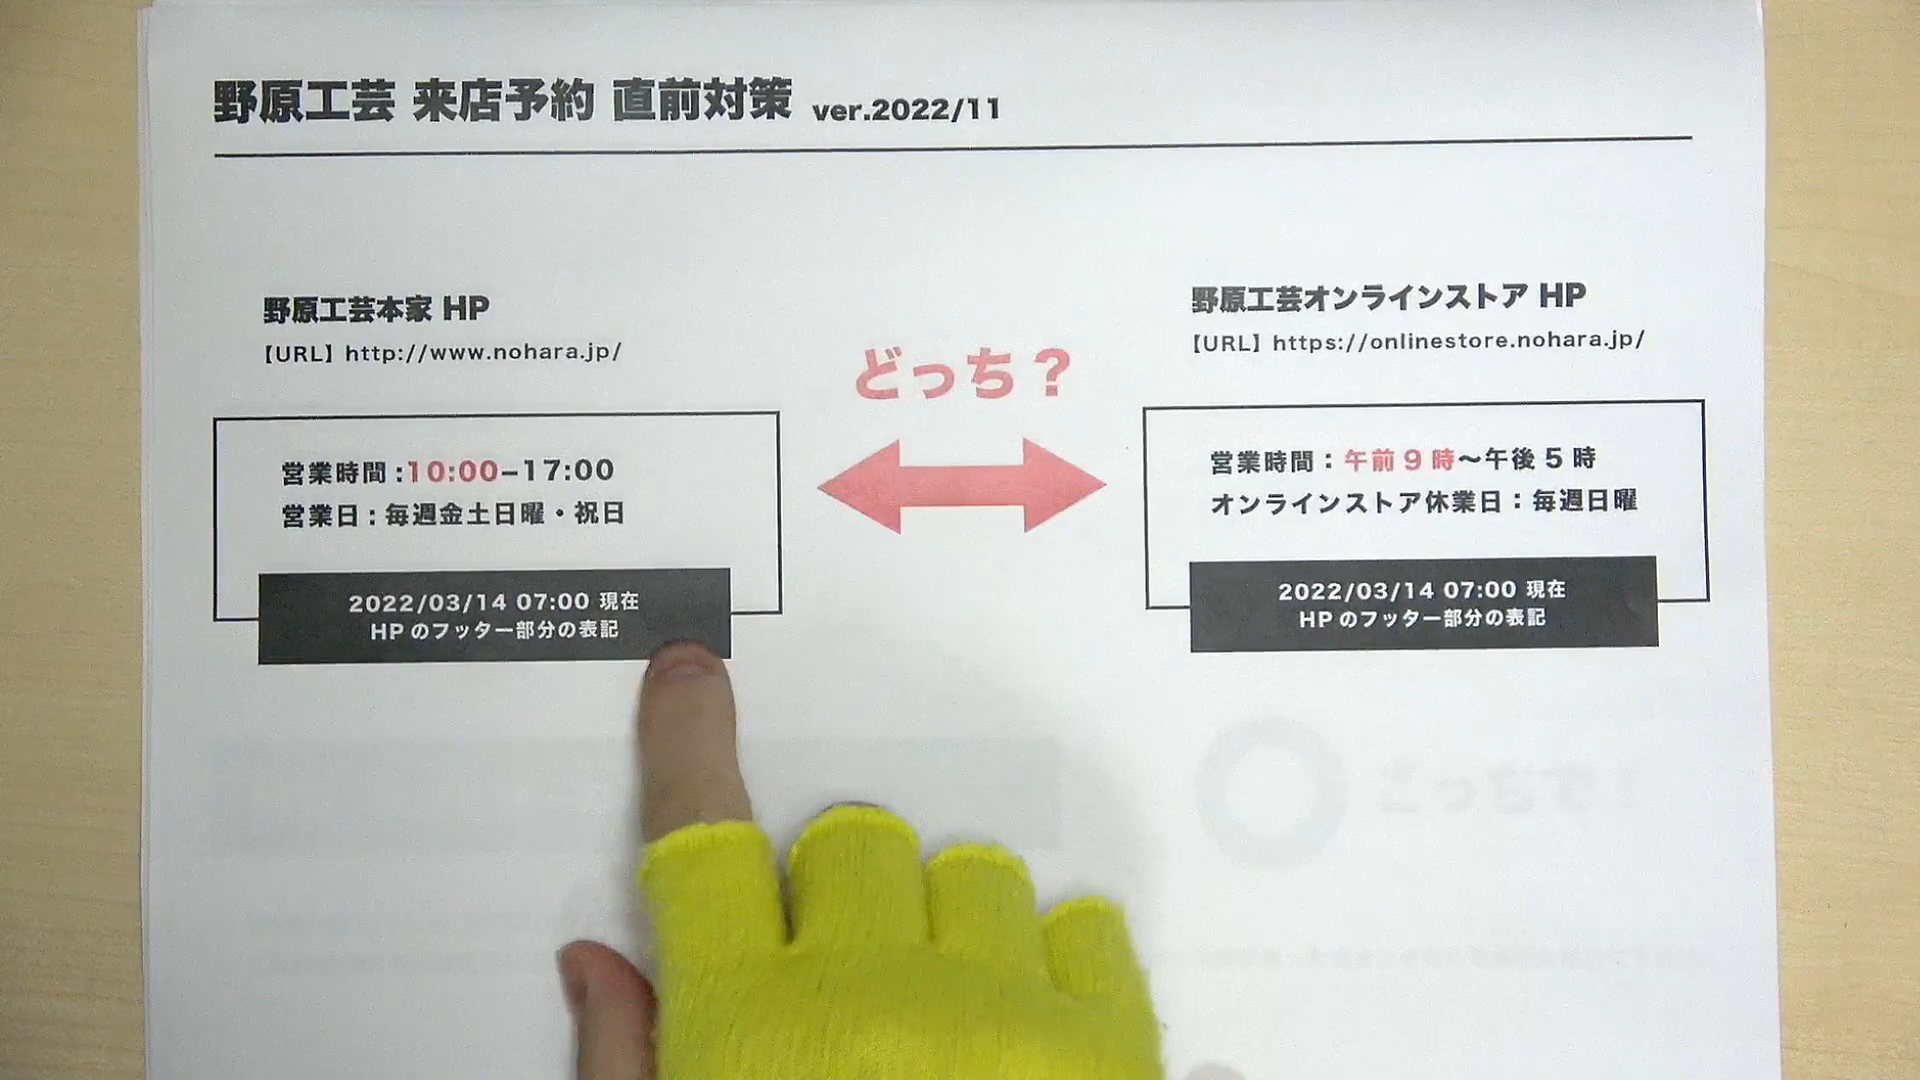 野原工芸 来店予約 直前対策 ver.2022/11
野原工芸本家 HP
【URL】http://www.nohara.jp/
営業時間:10:00–17:00
営業日:毎週金土日曜・祝日
2022/03/14 07:00 現在
HPのフッター部分の表記
どっち？
野原工芸オンラインストア HP
【URL】https://onlinestore.nohara.jp/
営業時間：午前9時〜午後5時
オンラインストア休業日：毎週日曜
2022/03/14 07:00 現在
HPのフッター部分の表記